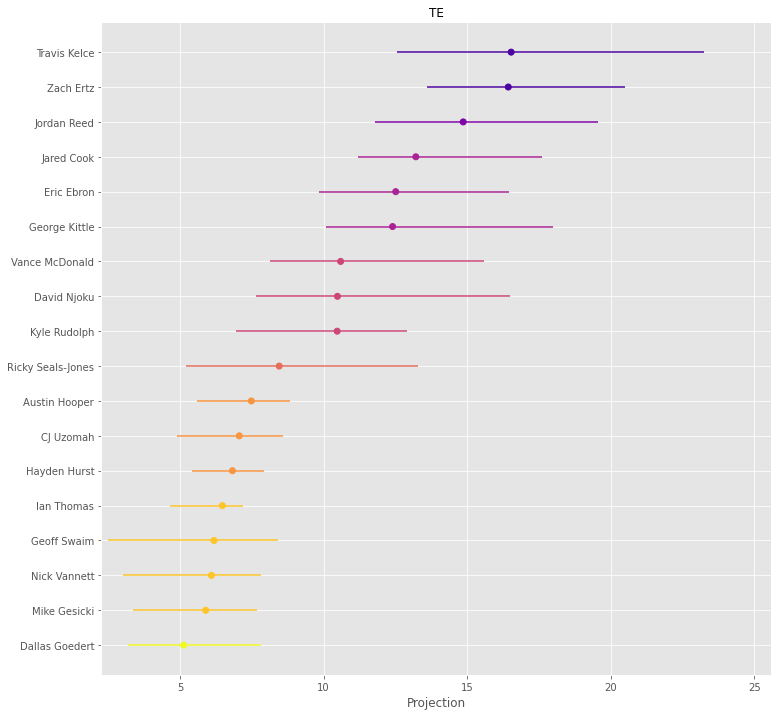 TE
Travis Kelce
Zach Ertz
Jordan Reed
Jared Cook
Eric Ebron
George Kittle
Vance McDonald
David Njoku
Kyle Rudolph
Ricky Seals-Jones
Austin Hooper
CJ Uzomah
Hayden Hurst
Ian Thomas
Geoff Swaim
Nick Vannett
Mike Gesicki
Dallas Goedert
5 10 15 20 25
Projection